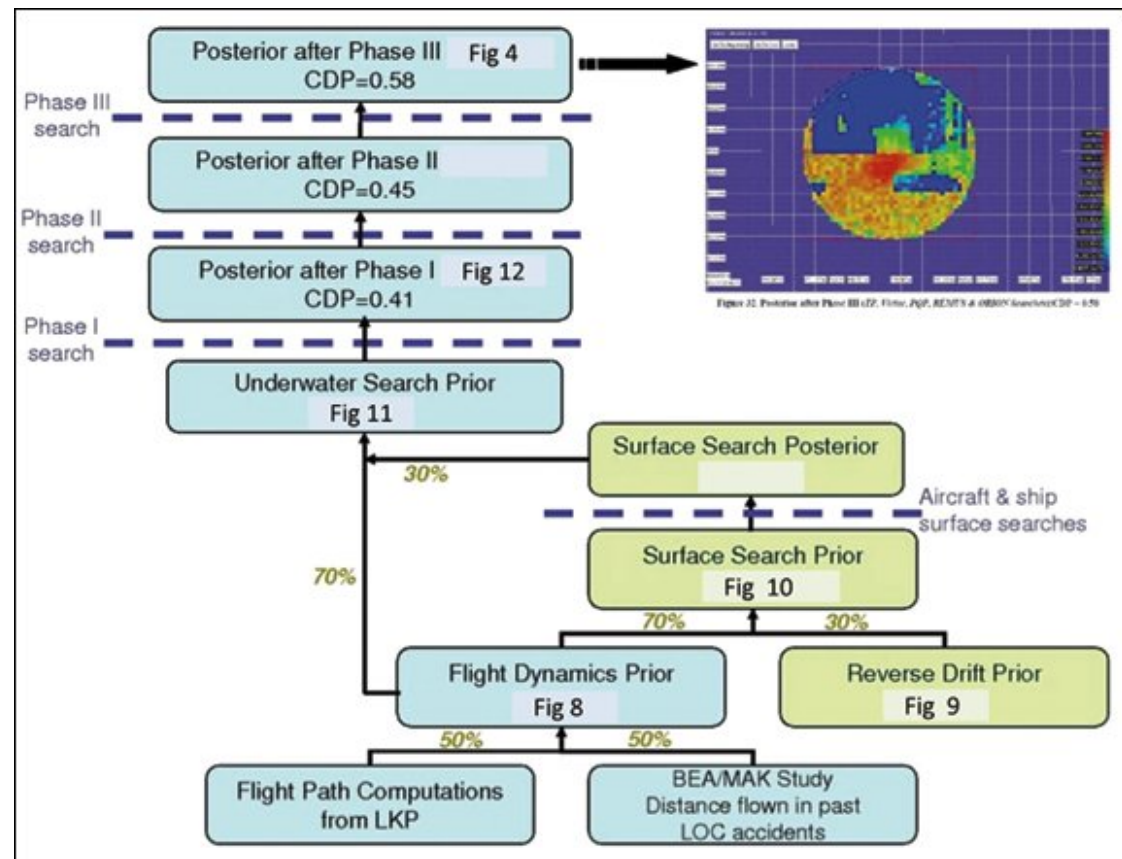 Posterior after Phase III Fig 4
CDP=0.58
Phase III
search
Posterior after Phase II
CDP=0.45
Phase II
search
Posterior after Phase I Fig 12
CDP=0.41
Phase I
search
Underwater Search Prior
Fig 11
Surface Search Posterior
30%
Aircraft & ship
surface searches
Surface Search Prior
Fig 10
70%
70%
30%
Flight Dynamics Prior
Fig 8
Reverse Drift Prior
Fig 9
50%
50%
Flight Path Computations
from LKP
BEA/MAK Study
Distance flown in past
LOC accidents
Posterior after Phase III